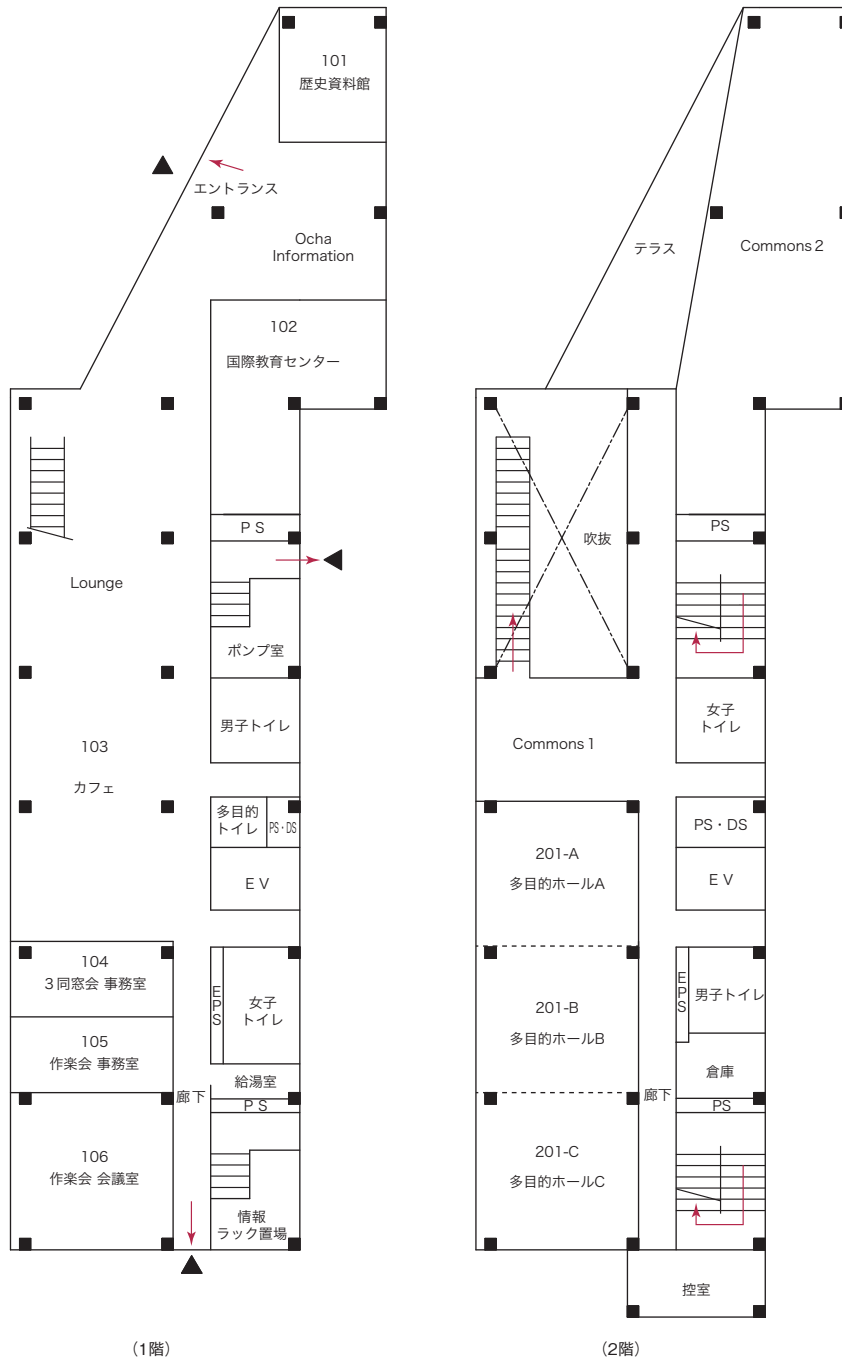 101
歴史資料館
エントランス
Ocha
Information
102
国際教育センター
PS
Lounge
ポンプ室
男子トイレ
103
カフェ
多目的
トイレ
PS・DS
EV
104
3同窓会 事務室
EPS
女子
トイレ
105
作楽会 事務室
給湯室
廊下
PS
106
作楽会 会議室
情報
ラック置場
（1階）
テラス
Commons2
吹抜
PS
女子
トイレ
Commons1
PS・DS
201-A
多目的ホールA
EV
EPS
男子トイレ
201-B
多目的ホールB
倉庫
廊下
PS
201-C
多目的ホールC
控室
（2階）